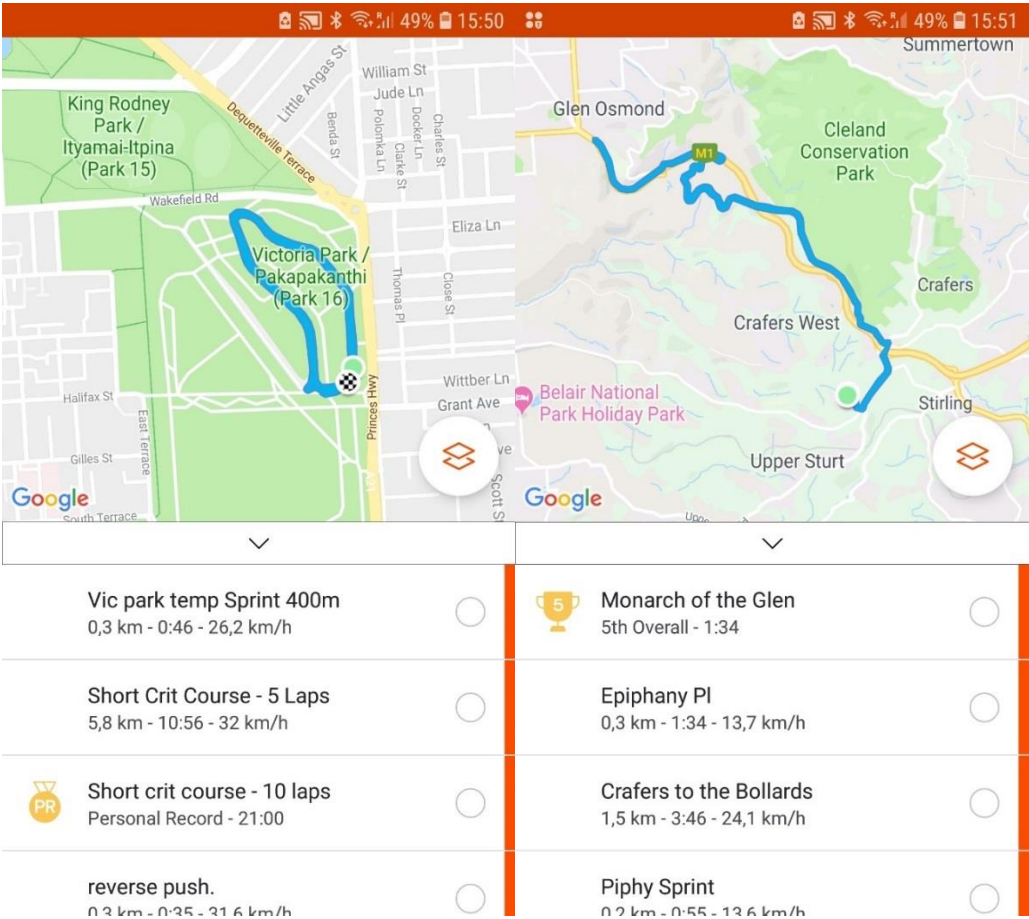 49% 15:50
King Rodney
Park /
Ityamai-Itpina
(Park 15)
Little Angas St
William St
Jude Ln
Dequetteville Terrace
Benda St
Polomka Ln
Docker Ln
Clarke St
Charles St
Wakefield Rd
Eliza Ln
Victoria Park /
Pakapakanthi
(Park 16)
Thomas Pl
Close St
Wittber Ln
Halifax St
Princes Hwy
Grant Ave
East Terrace
Gilles St
Scott St
Google
South Terrace
Vic park temp Sprint 400m
0,3 km - 0:46 - 26,2 km/h
Short Crit Course - 5 Laps
5,8 km - 10:56 - 32 km/h
PR
Short crit course - 10 laps
Personal Record - 21:00
reverse push.
0,3 km - 0:35 - 31,6 km/h
49% 15:51
Summertown
Glen Osmond
M1
Cleland
Conservation
Park
Crafers
Crafers West
Belair National
Park Holiday Park
Stirling
Upper Sturt
Google
5
Monarch of the Glen
5th Overall - 1:34
Epiphany Pl
0,3 km - 1:34 - 13,7 km/h
Crafers to the Bollards
1,5 km - 3:46 - 24,1 km/h
Piphy Sprint
0,2 km - 0:55 - 13,6 km/h